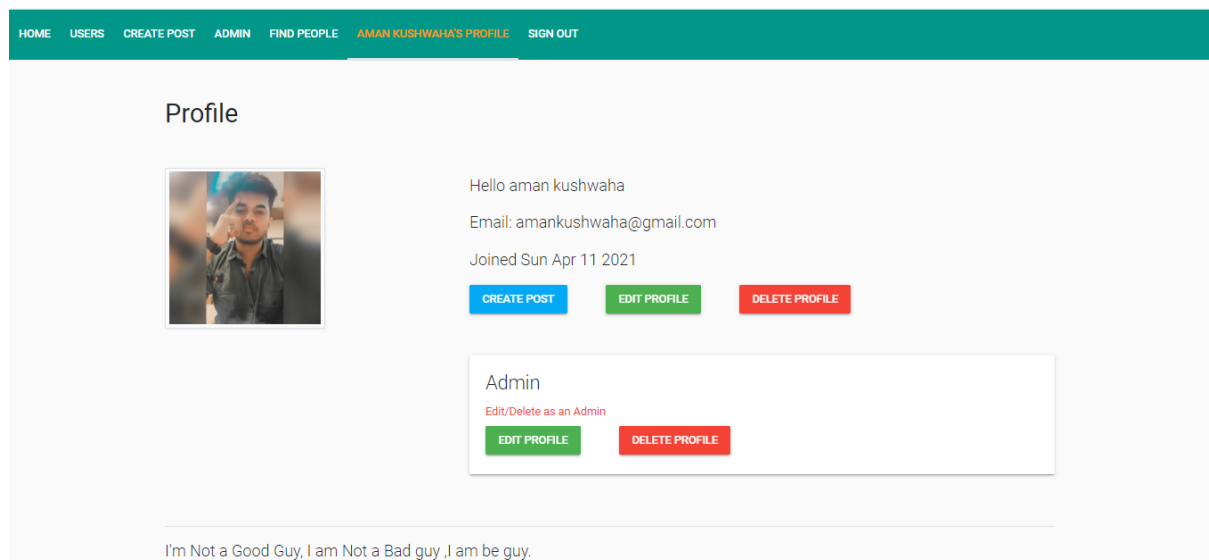 HOME USERS CREATE POST ADMIN FIND PEOPLE AMAN KUSHWAHA'S PROFILE SIGN OUT
Profile
Hello aman kushwaha
Email: amankushwaha@gmail.com
Joined Sun Apr 11 2021
CREATE POST EDIT PROFILE DELETE PROFILE
Admin
Edit/Delete as an Admin
EDIT PROFILE DELETE PROFILE
I'm Not a Good Guy, I am Not a Bad guy ,I am be guy.